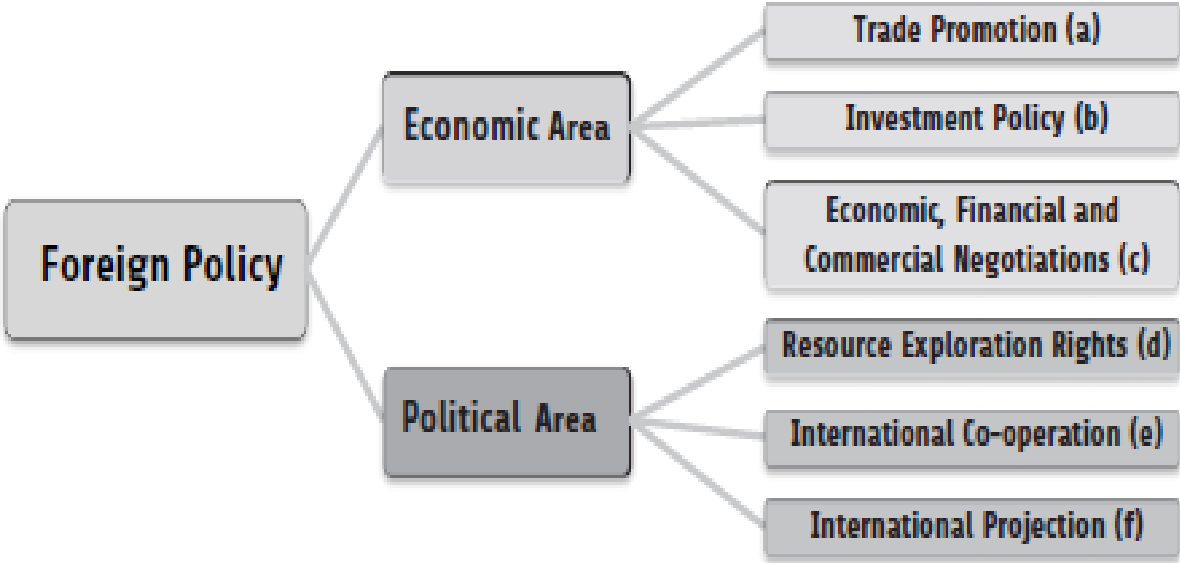 Foreign Policy
Economic Area
Trade Promotion (a)
Investment Policy (b)
Economic, Financial and
Commercial Negotiations (c)
Political Area
Resource Exploration Rights (d)
International Co-operation (e)
International Projection (f)